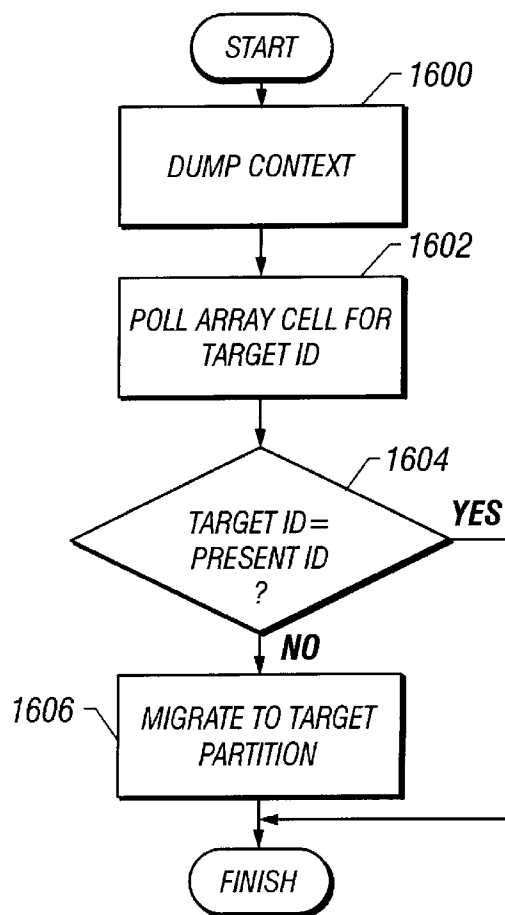 START
1600
DUMP CONTEXT
1602
POLL ARRAY CELL FOR
TARGET ID
1604
YES
TARGET ID=
PRESENT ID
?
NO
1606
MIGRATE TO TARGET
PARTITION
FINISH